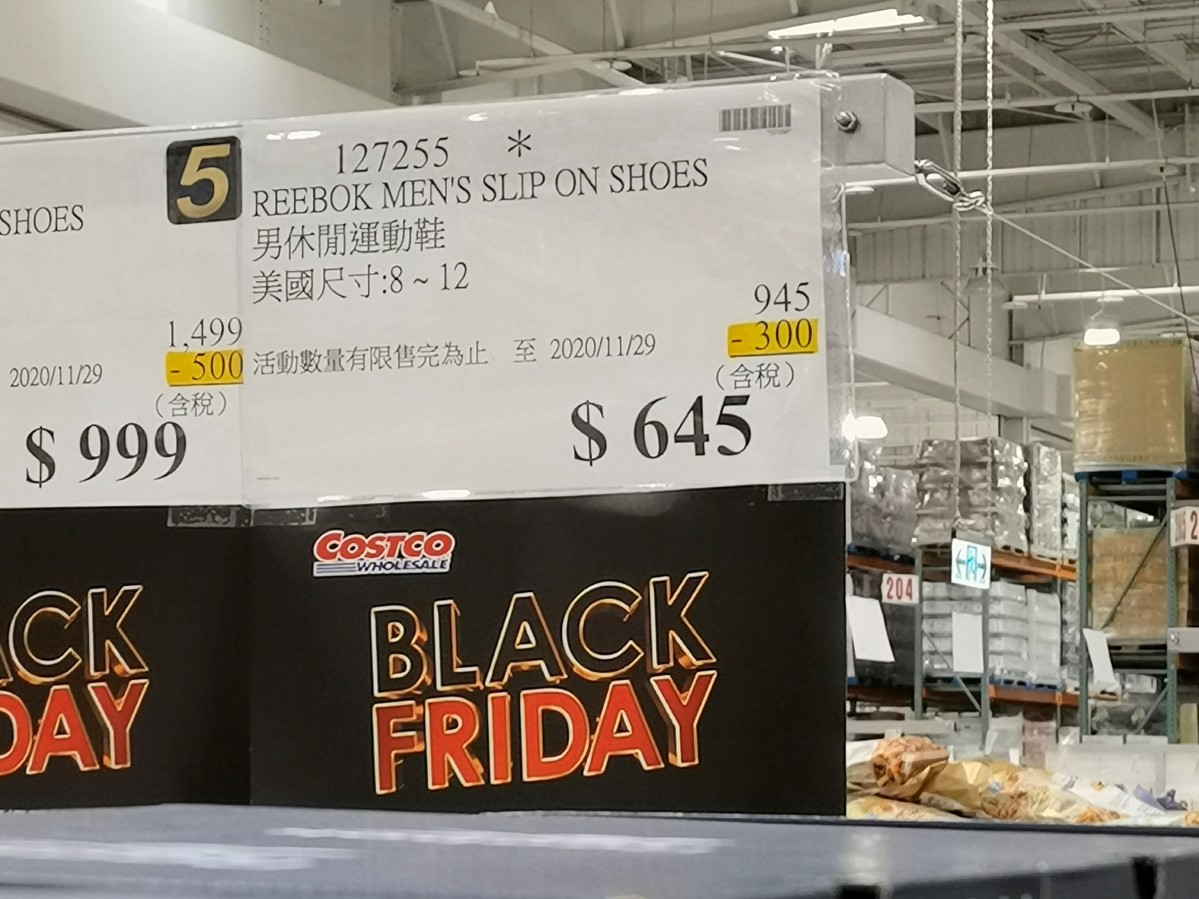 SHOES
1,499
- 500
2020/11/29
(含稅)
$ 999
5
127255 *
REEBOK MEN'S SLIP ON SHOES
男休閒運動鞋
美國尺寸:8 ~ 12
945
- 300
活動數量有限售完為止 至 2020/11/29
(含稅)
$ 645
CK
DAY
COSTCO
WHOLESALE
BLACK
FRIDAY
204
2